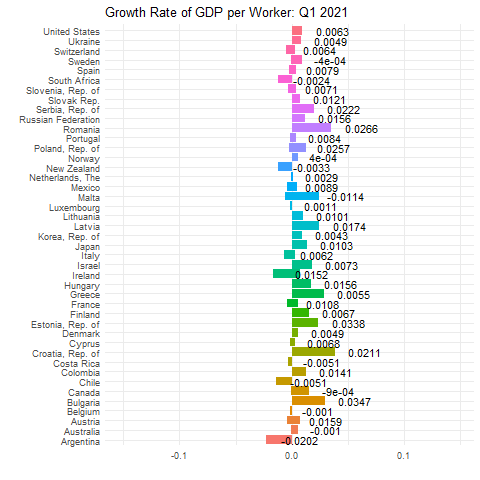 Growth Rate of GDP per Worker: Q1 2021
United States 0.0063
Ukraine 0.0049
Switzerland 0.0064
Sweden -4e-04
Spain 0.0079
South Africa -0.0024
Slovenia, Rep. of 0.0071
Slovak Rep. 0.0121
Serbia, Rep. of 0.0222
Russian Federation 0.0156
Romania 0.0266
Portugal 0.0084
Poland, Rep. of 0.0257
Norway 4e-04
New Zealand -0.0033
Netherlands, The 0.0029
Mexico 0.0089
Malta -0.0114
Luxembourg 0.0011
Lithuania 0.0101
Latvia 0.0174
Korea, Rep. of 0.0043
Japan 0.0103
Italy 0.0062
Israel 0.0073
Ireland 0.0152
Hungary 0.0156
Greece 0.0055
France 0.0108
Finland 0.0067
Estonia, Rep. of 0.0338
Denmark 0.0049
Cyprus 0.0068
Croatia, Rep. of 0.0211
Costa Rica -0.0051
Colombia 0.0141
Chile -0.0051
Canada -9e-04
Bulgaria 0.0347
Belgium -0.001
Austria 0.0159
Australia -0.001
Argentina -0.0202
-0.1 0.0 0.1